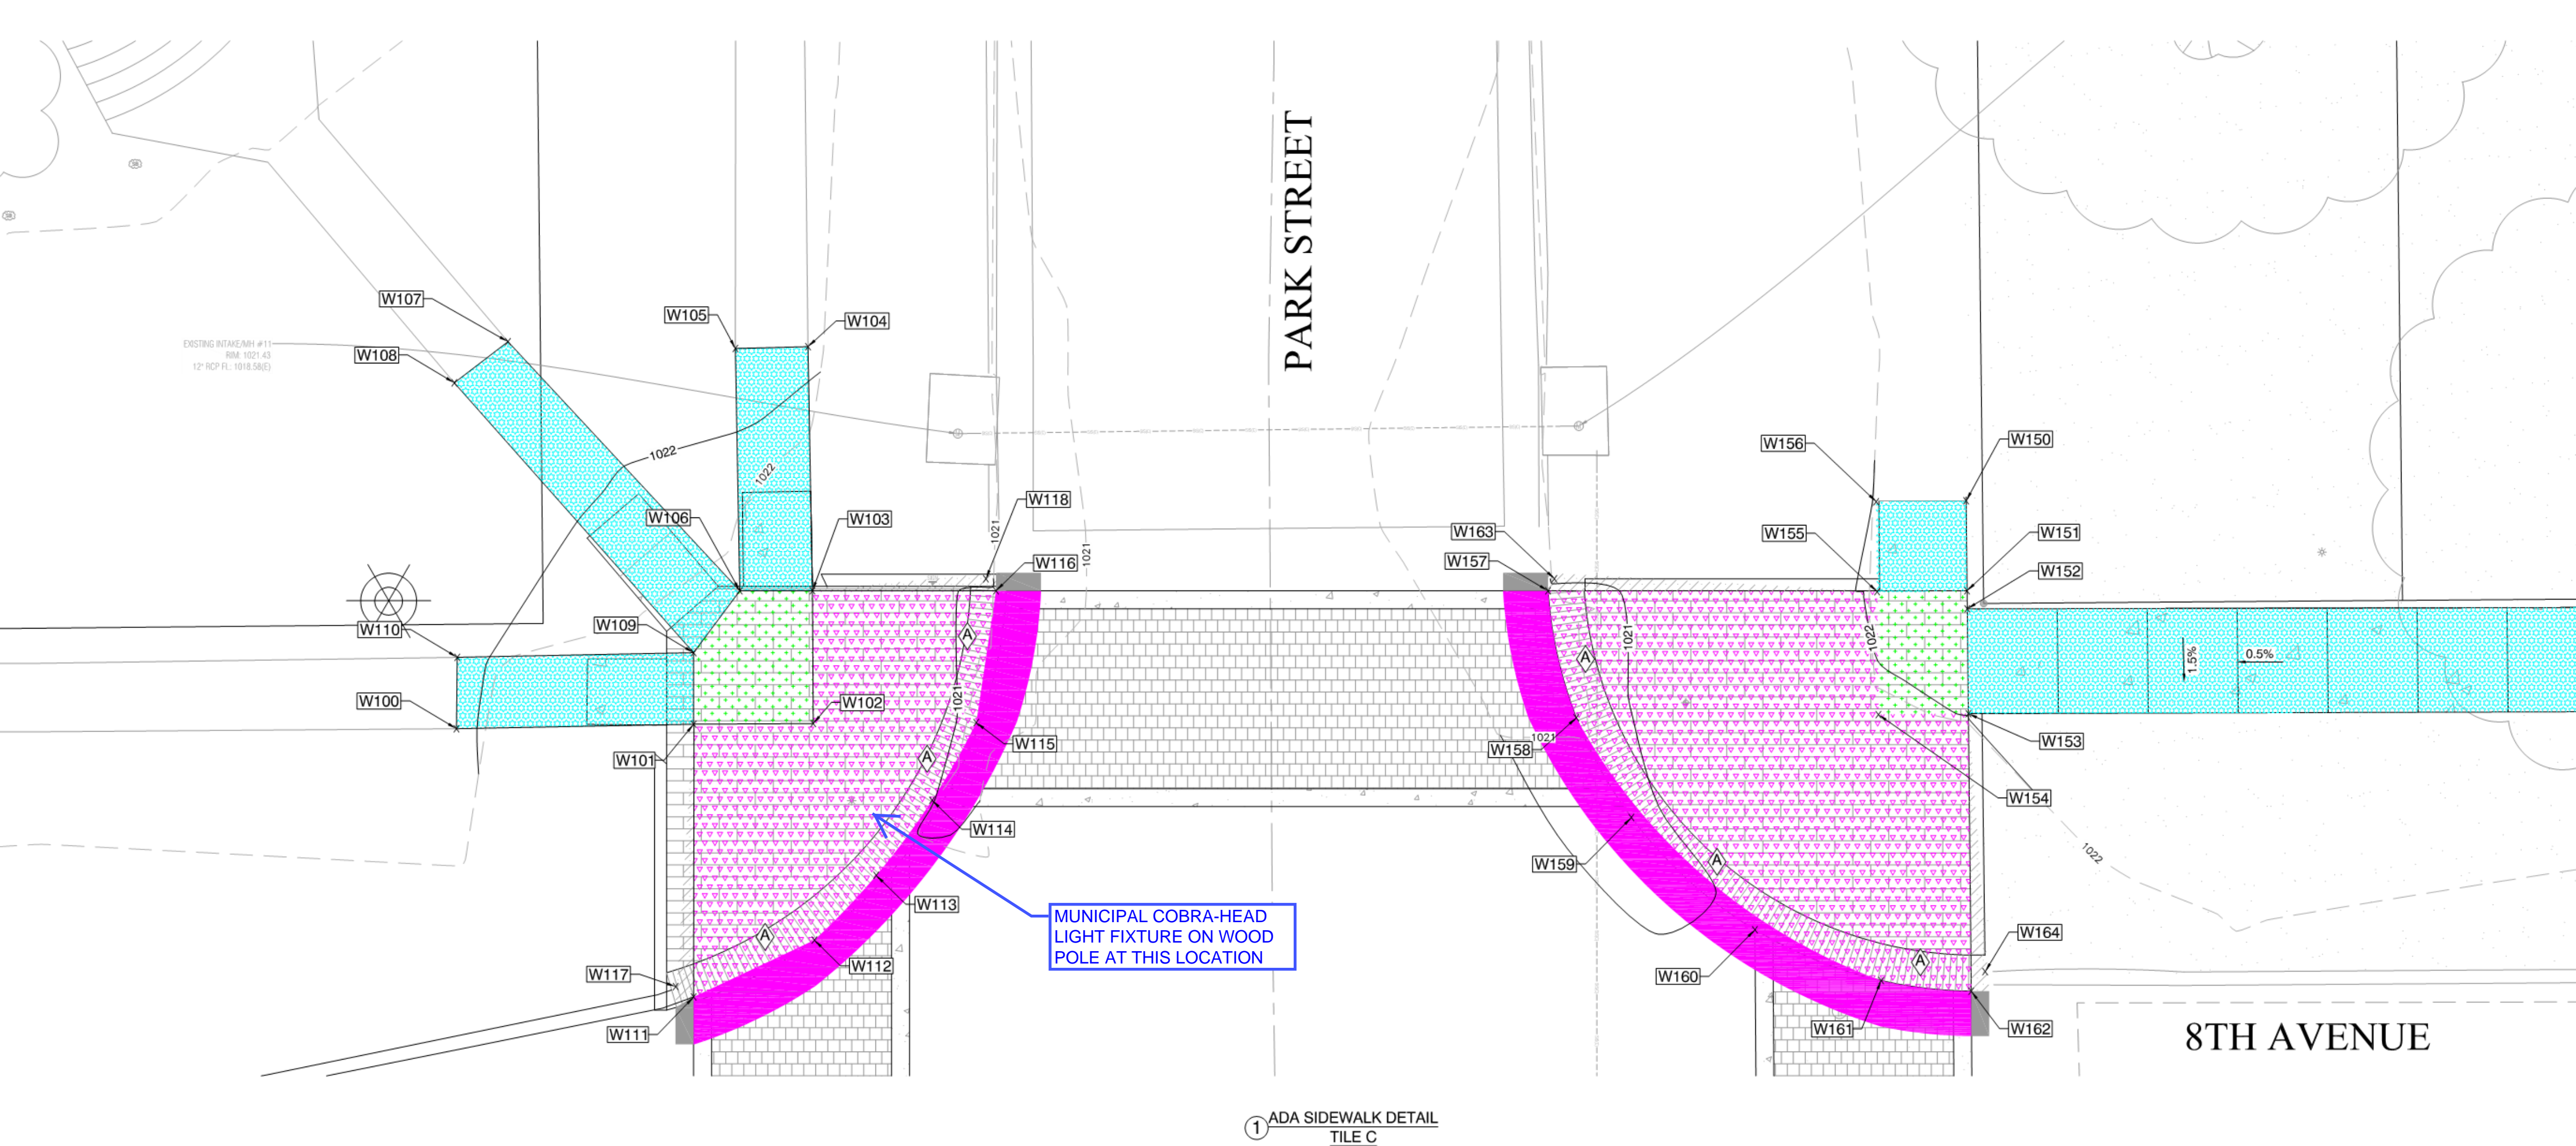 PARK STREET
W107
W105
W104
EXISTING INTAKE/MH #11
RIM: 1021.43
12" RCP FL: 1018.58(E)
W108
W156
W150
1022
1022
W118
W106
W103
1021
1021
W163
W155
W151
W116
W157
W152
W109
W110
A
1021
1022
A
1.5%
0.5%
W100
W102
1021
W101
W115
W158
1021
W153
A
W154
W114
W159
A
1022
W113
MUNICIPAL COBRA-HEAD
LIGHT FIXTURE ON WOOD
POLE AT THIS LOCATION
A
W164
W117
W112
W160
A
W111
W161
W162
8TH AVENUE
1
ADA SIDEWALK DETAIL
TILE C